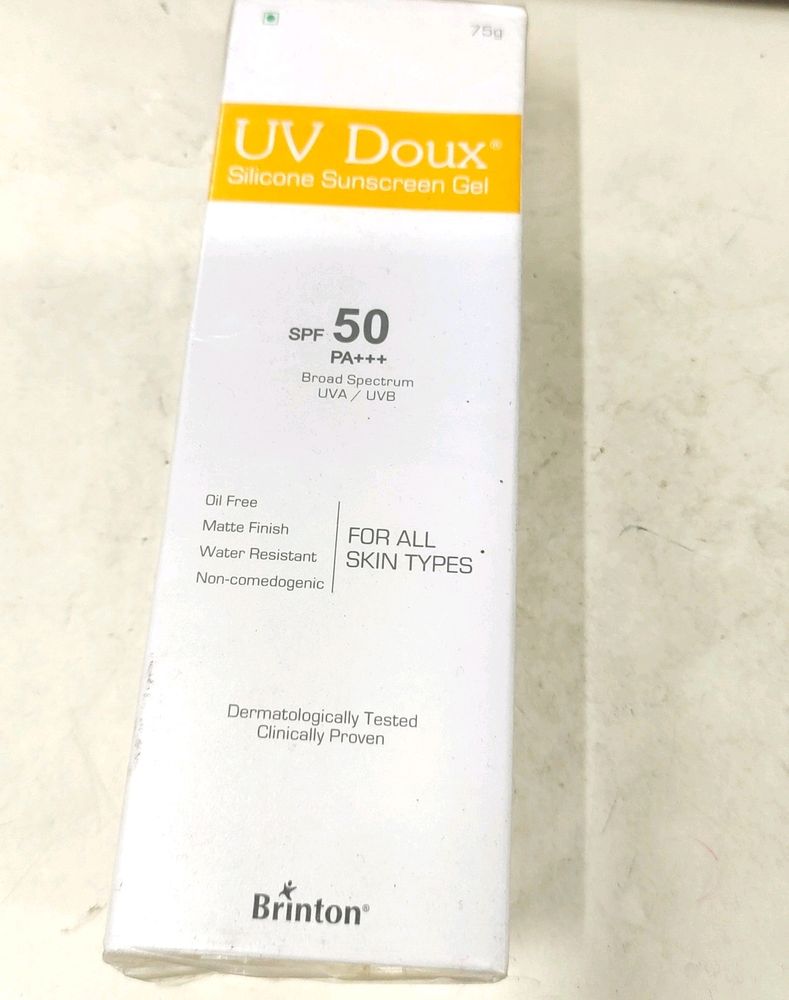 75g
UV Doux®
Silicone Sunscreen Gel
SPF 50
PA+++
Broad Spectrum
UVA / UVB
Oil Free
Matte Finish
Water Resistant
Non-comedogenic
FOR ALL
SKIN TYPES
Dermatologically Tested
Clinically Proven
Brinton®